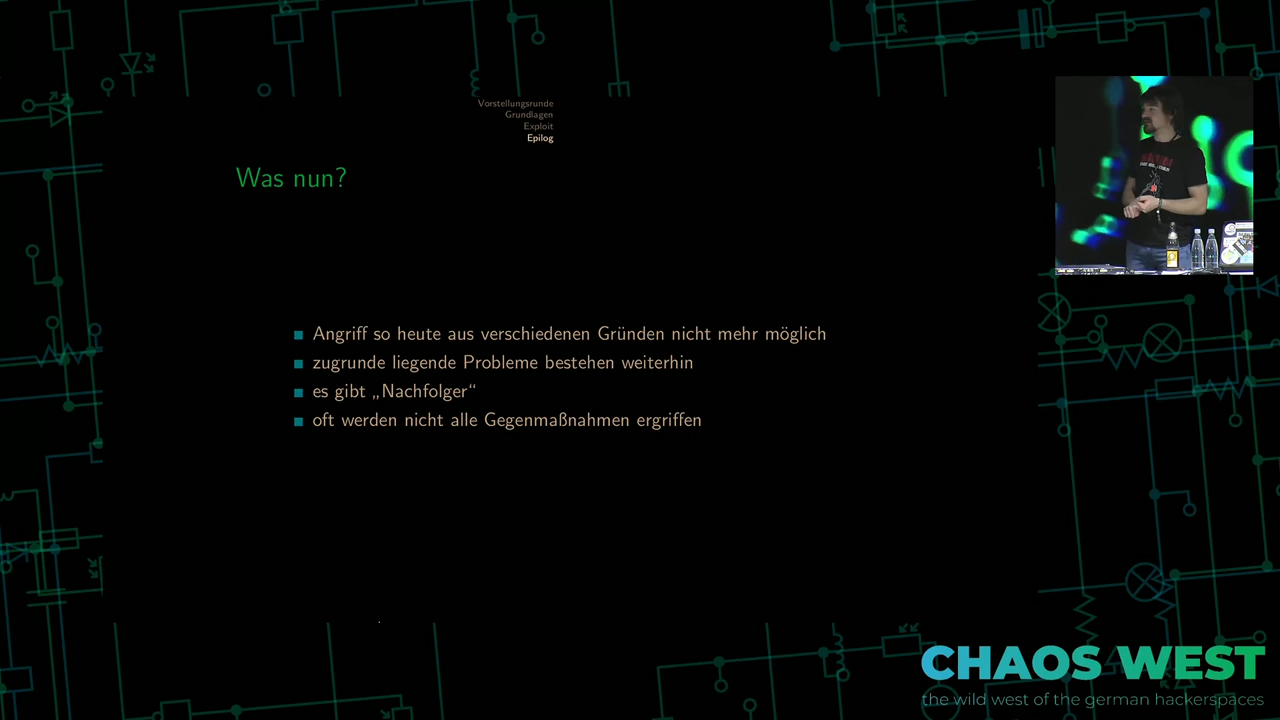 Vorstellungsrunde
Grundlagen
Exploit
Epilog
Was nun?
Angriff so heute aus verschiedenen Gründen nicht mehr möglich
zugrunde liegende Probleme bestehen weiterhin
es gibt „Nachfolger“
oft werden nicht alle Gegenmaßnahmen ergriffen
CHAOS WEST
the wild west of the german hackerspaces